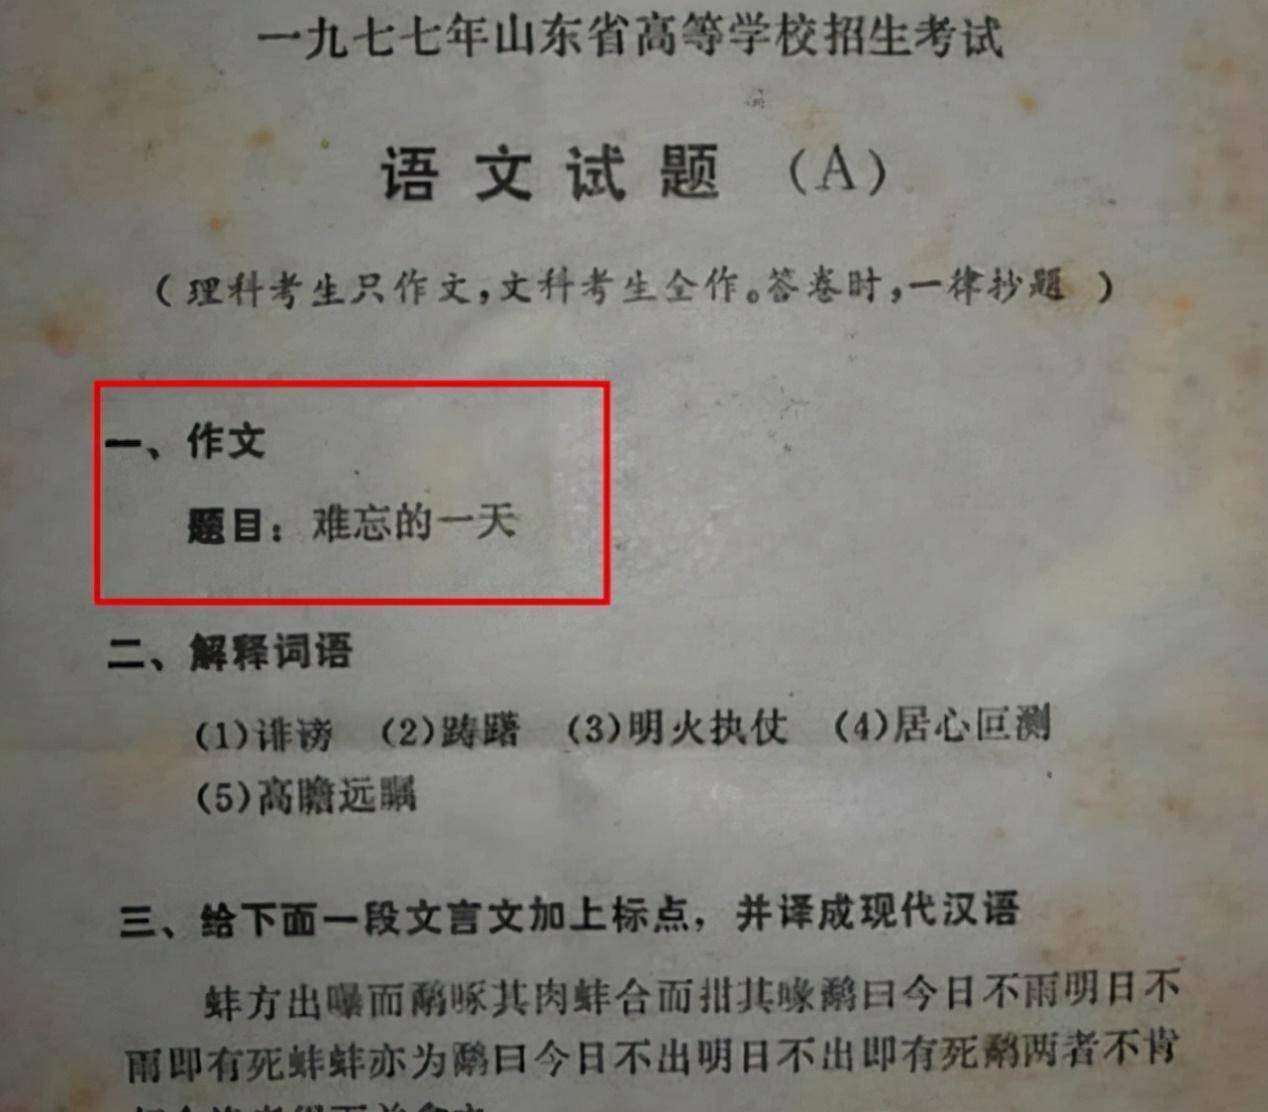 一九七七年山东省高等学校招生考试
语文试题（A）
（理科考生只作文，文科考生全作。答卷时，一律抄题）
一、作文
题目：难忘的一天
二、解释词语
(1)诽谤 (2)踌躇 (3)明火执仗 (4)居心叵测
(5)高瞻远瞩
三、给下面一段文言文加上标点，并译成现代汉语
蚌方出曝而鹬啄其肉蚌合而拑其喙鹬曰今日不雨明日不
雨即有死蚌蚌亦为鹬曰今日不出明日不出即有死鹬两者不肯